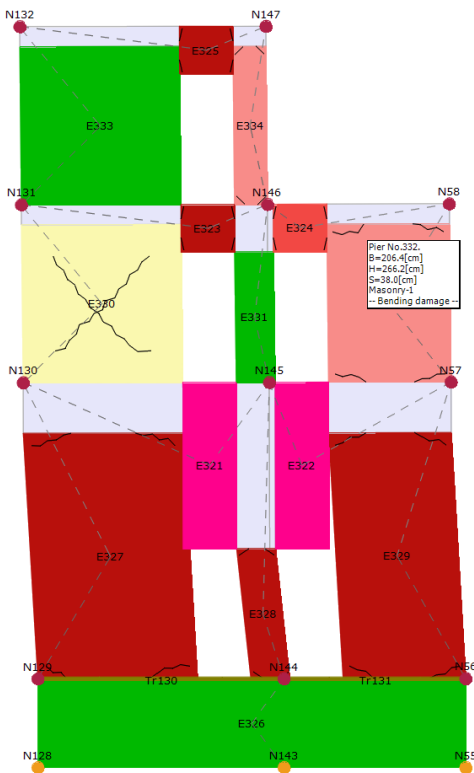 N132
N147
E325
E333
E334
N131
N146
N58
E323
E324
Pier No.332.
B=206.4[cm]
H=266.2[cm]
S=38.0[cm]
Masonry-1
-- Bending damage --
E330
E331
N130
N145
N57
E321
E322
E327
E329
E328
N129
N144
N56
Tr130
Tr131
E326
N128
N143
N55